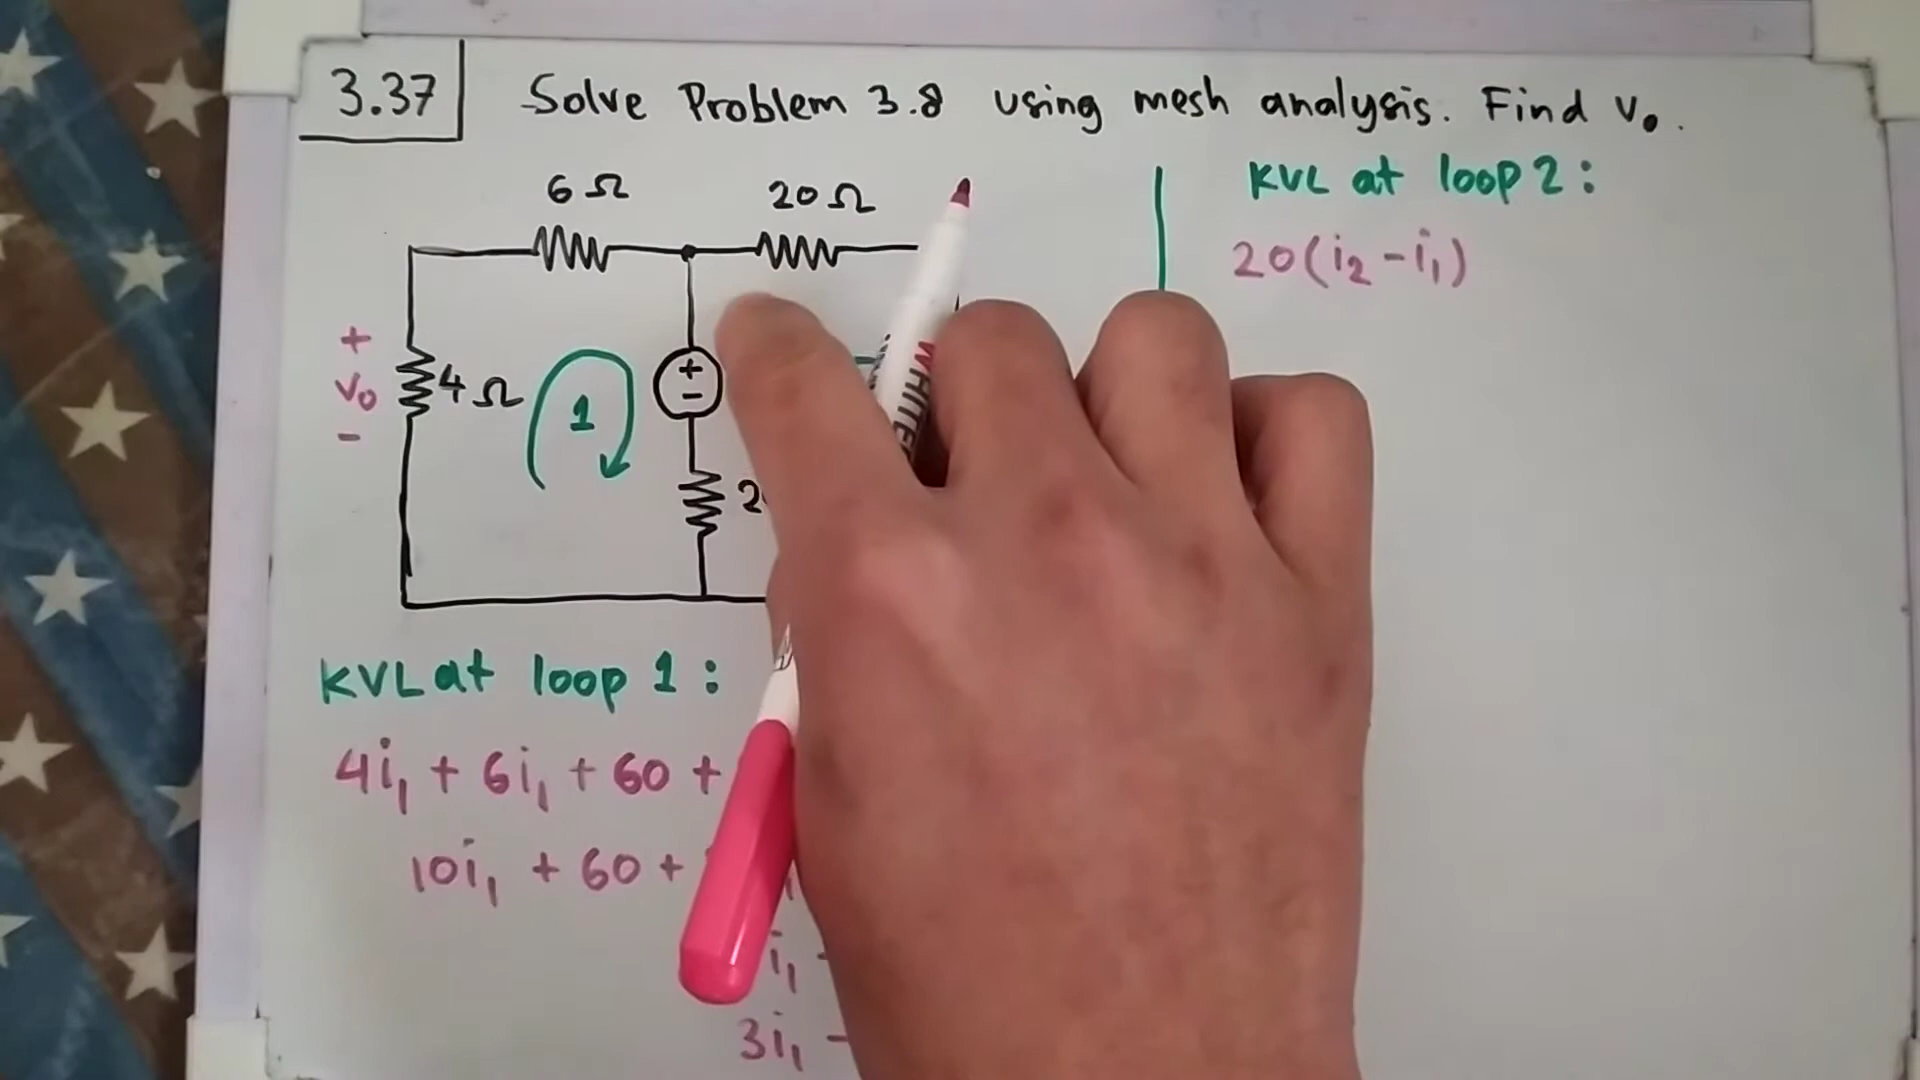 3.37 Solve Problem 3.8 using mesh analysis. Find v₀.
6 Ω 20 Ω
+
v₀
-
4 Ω
1
+
-
KVL at loop 1 :
4i₁ + 6i₁ + 60 +
10i₁ + 60 +
i₁
3i₁ -
KVL at loop 2 :
20(i₂ - i₁)